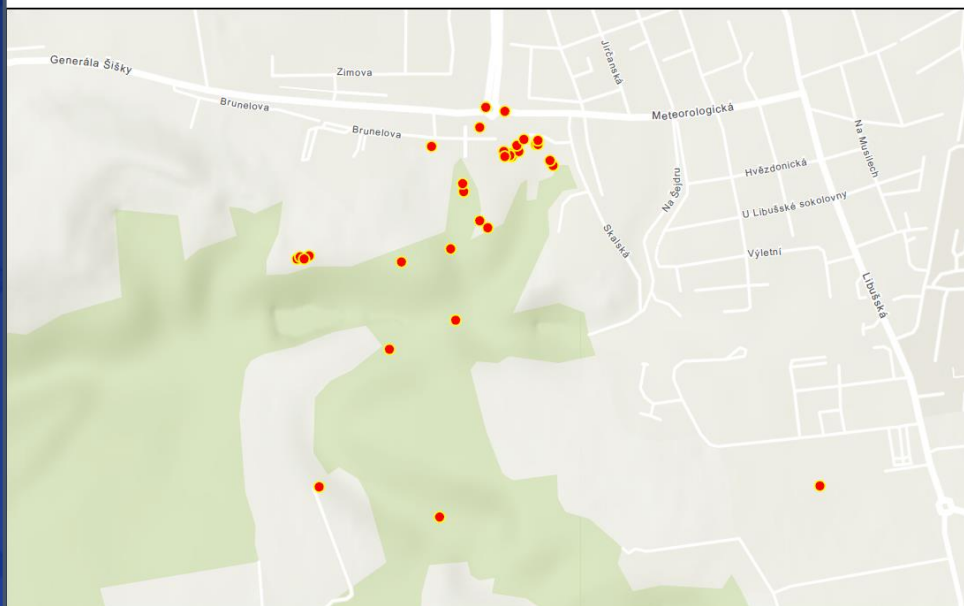 Jirčanská
Generála Šišky
Zimova
Brunelova
Meteorologická
Brunelova
Na Musilech
Hvězdonická
Na Šejdru
U Libušské sokolovny
Skalská
Výletní
Libušská